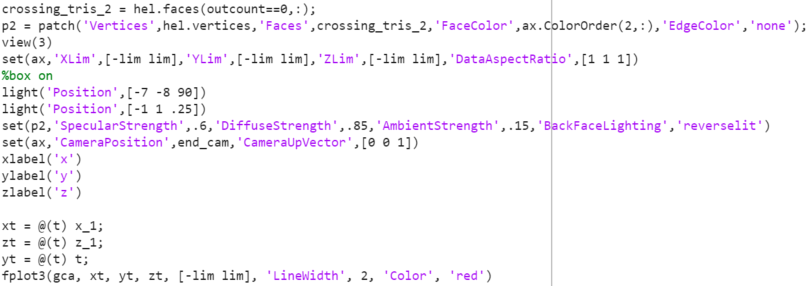 crossing_tris_2 = hel.faces(outcount==0,:);
p2 = patch('Vertices',hel.vertices,'Faces',crossing_tris_2,'FaceColor',ax.ColorOrder(2,:),'EdgeColor','none');
view(3)
set(ax,'XLim',[-lim lim],'YLim',[-lim lim],'ZLim',[-lim lim],'DataAspectRatio',[1 1 1])
%box on
light('Position',[-7 -8 90])
light('Position',[-1 1 .25])
set(p2,'SpecularStrength',.6,'DiffuseStrength',.85,'AmbientStrength',.15,'BackFaceLighting','reverselit')
set(ax,'CameraPosition',end_cam,'CameraUpVector',[0 0 1])
xlabel('x')
ylabel('y')
zlabel('z')
xt = @(t) x_1;
zt = @(t) z_1;
yt = @(t) t;
fplot3(gca, xt, yt, zt, [-lim lim], 'LineWidth', 2, 'Color', 'red')